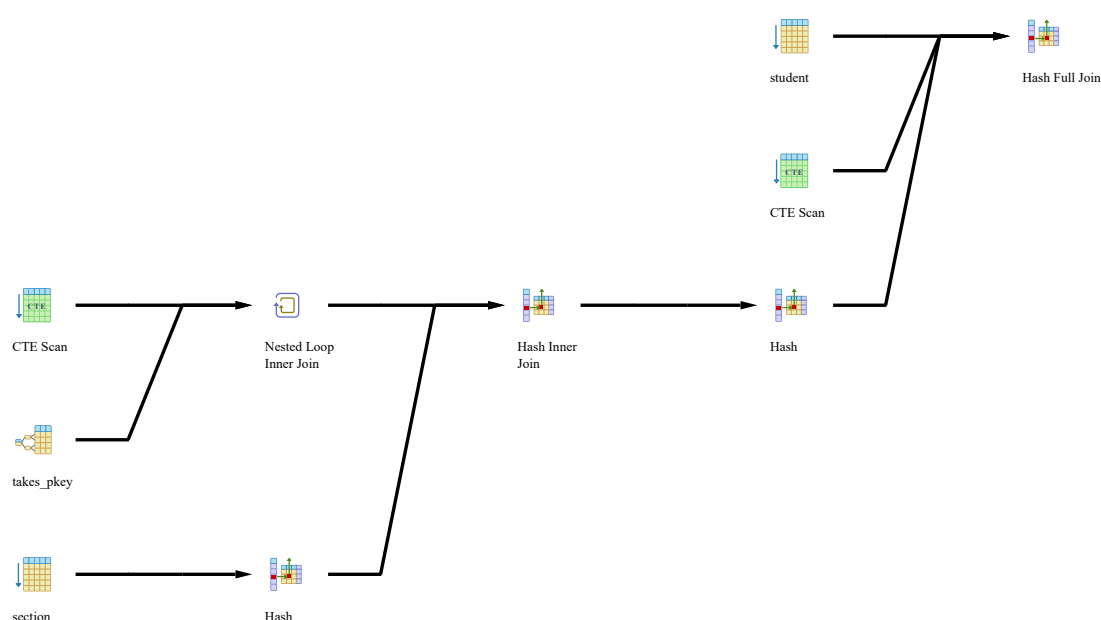 student
Hash Full Join
CTE
CTE Scan
CTE
CTE Scan
Nested Loop
Inner Join
Hash Inner
Join
Hash
takes_pkey
section
Hash